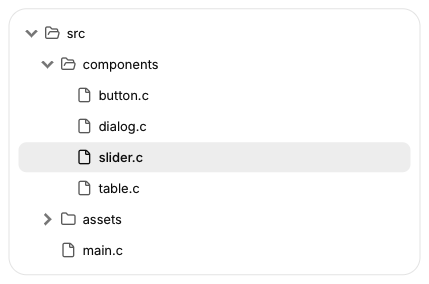 src
components
button.c
dialog.c
slider.c
table.c
assets
main.c